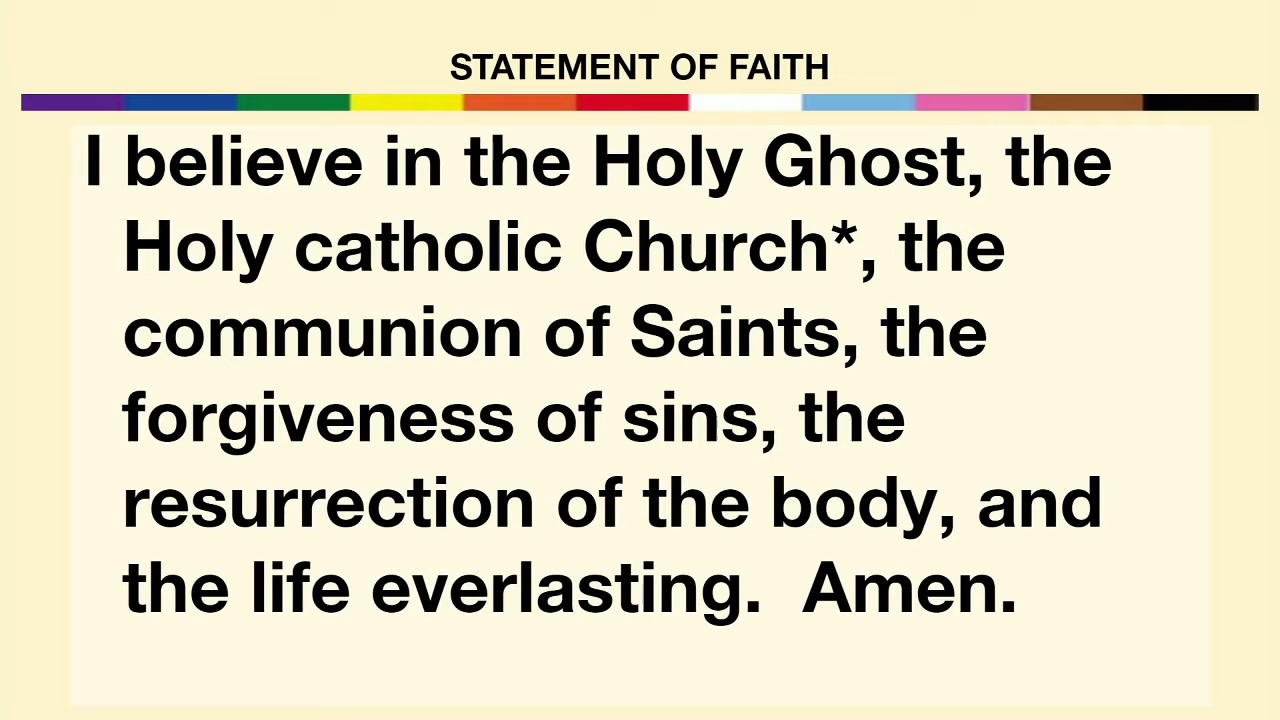 STATEMENT OF FAITH
I believe in the Holy Ghost, the
Holy catholic Church*, the
communion of Saints, the
forgiveness of sins, the
resurrection of the body, and
the life everlasting.  Amen.